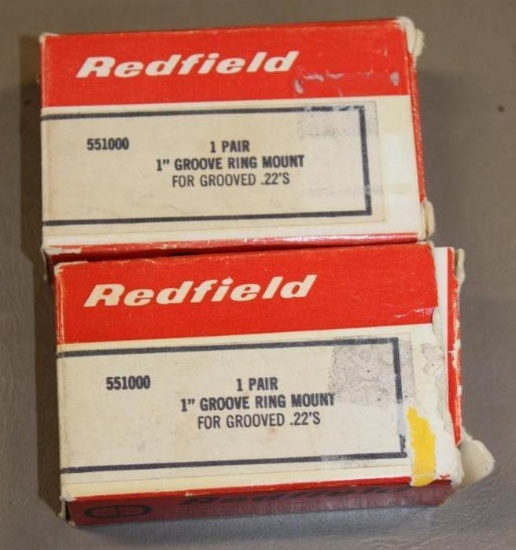 Redfield
551000
1 PAIR
1" GROOVE RING MOUNT
FOR GROOVED .22'S
Redfield
551000
1 PAIR
1" GROOVE RING MOUNT
FOR GROOVED .22'S
Redfield